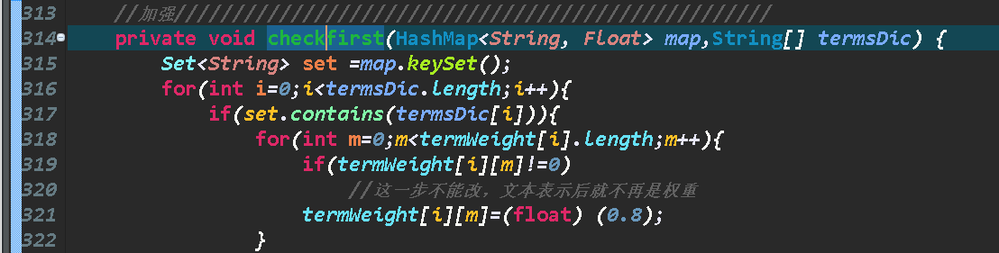 313 //加强///////////////////////////////////////////////////
314 private void checkfirst(HashMap<String, Float> map,String[] termsDic) {
315 Set<String> set =map.keySet();
316 for(int i=0;i<termsDic.length;i++){
317 if(set.contains(termsDic[i])){
318 for(int m=0;m<termWeight[i].length;m++){
319 if(termWeight[i][m]!=0)
320 //这一步不能改，文本表示后就不再是权重
321 termWeight[i][m]=(float) (0.8);
322 }